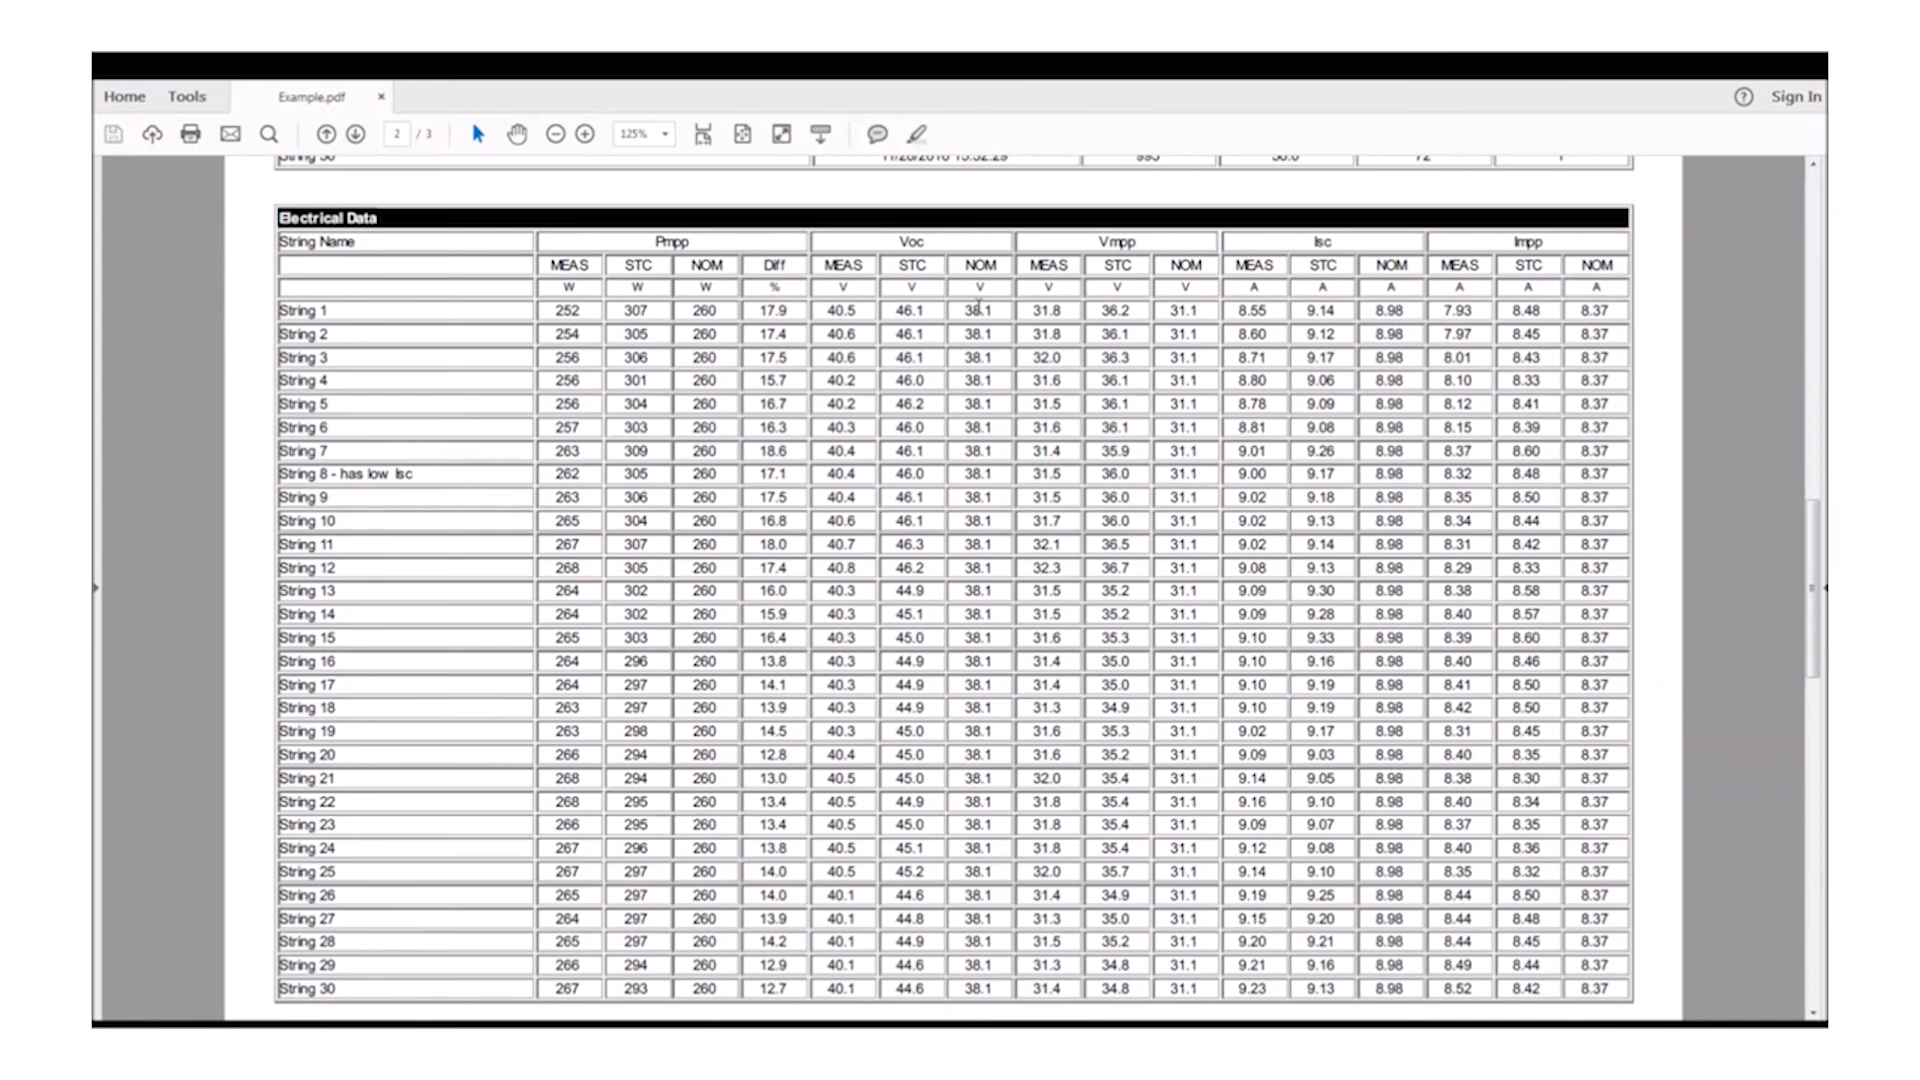 Home Tools Example.pdf × ? Sign In
2 / 3 125%
Electrical Data
String Name Pmpp Voc Vmpp Isc Impp
MEAS STC NOM Diff MEAS STC NOM MEAS STC NOM MEAS STC NOM MEAS STC NOM
W W W % V V V V V V A A A A A A
String 1 252 307 260 17.9 40.5 46.1 38.1 31.8 36.2 31.1 8.55 9.14 8.98 7.93 8.48 8.37
String 2 254 305 260 17.4 40.6 46.1 38.1 31.8 36.1 31.1 8.60 9.12 8.98 7.97 8.45 8.37
String 3 256 306 260 17.5 40.6 46.1 38.1 32.0 36.3 31.1 8.71 9.17 8.98 8.01 8.43 8.37
String 4 256 301 260 15.7 40.2 46.0 38.1 31.6 36.1 31.1 8.80 9.06 8.98 8.10 8.33 8.37
String 5 256 304 260 16.7 40.2 46.2 38.1 31.5 36.1 31.1 8.78 9.09 8.98 8.12 8.41 8.37
String 6 257 303 260 16.3 40.3 46.0 38.1 31.6 36.1 31.1 8.81 9.08 8.98 8.15 8.39 8.37
String 7 263 309 260 18.6 40.4 46.1 38.1 31.4 35.9 31.1 9.01 9.26 8.98 8.37 8.60 8.37
String 8 - has low Isc 262 305 260 17.1 40.4 46.0 38.1 31.5 36.0 31.1 9.00 9.17 8.98 8.32 8.48 8.37
String 9 263 306 260 17.5 40.4 46.1 38.1 31.5 36.0 31.1 9.02 9.18 8.98 8.35 8.50 8.37
String 10 265 304 260 16.8 40.6 46.1 38.1 31.7 36.0 31.1 9.02 9.13 8.98 8.34 8.44 8.37
String 11 267 307 260 18.0 40.7 46.3 38.1 32.1 36.5 31.1 9.02 9.14 8.98 8.31 8.42 8.37
String 12 268 305 260 17.4 40.8 46.2 38.1 32.3 36.7 31.1 9.08 9.13 8.98 8.29 8.33 8.37
String 13 264 302 260 16.0 40.3 44.9 38.1 31.5 35.2 31.1 9.09 9.30 8.98 8.38 8.58 8.37
String 14 264 302 260 15.9 40.3 45.1 38.1 31.5 35.2 31.1 9.09 9.28 8.98 8.40 8.57 8.37
String 15 265 303 260 16.4 40.3 45.0 38.1 31.6 35.3 31.1 9.10 9.33 8.98 8.39 8.60 8.37
String 16 264 296 260 13.8 40.3 44.9 38.1 31.4 35.0 31.1 9.10 9.16 8.98 8.40 8.46 8.37
String 17 264 297 260 14.1 40.3 44.9 38.1 31.4 35.0 31.1 9.10 9.19 8.98 8.41 8.50 8.37
String 18 263 297 260 13.9 40.3 44.9 38.1 31.3 34.9 31.1 9.10 9.19 8.98 8.42 8.50 8.37
String 19 263 298 260 14.5 40.3 45.0 38.1 31.6 35.3 31.1 9.02 9.17 8.98 8.31 8.45 8.37
String 20 266 294 260 12.8 40.4 45.0 38.1 31.6 35.2 31.1 9.09 9.03 8.98 8.40 8.35 8.37
String 21 268 294 260 13.0 40.5 45.0 38.1 32.0 35.4 31.1 9.14 9.05 8.98 8.38 8.30 8.37
String 22 268 295 260 13.4 40.5 44.9 38.1 31.8 35.4 31.1 9.16 9.10 8.98 8.40 8.34 8.37
String 23 266 295 260 13.4 40.5 45.0 38.1 31.8 35.4 31.1 9.09 9.07 8.98 8.37 8.35 8.37
String 24 267 296 260 13.8 40.5 45.1 38.1 31.8 35.4 31.1 9.12 9.08 8.98 8.40 8.36 8.37
String 25 267 297 260 14.0 40.5 45.2 38.1 32.0 35.7 31.1 9.14 9.10 8.98 8.35 8.32 8.37
String 26 265 297 260 14.0 40.1 44.6 38.1 31.4 34.9 31.1 9.19 9.25 8.98 8.44 8.50 8.37
String 27 264 297 260 13.9 40.1 44.8 38.1 31.3 35.0 31.1 9.15 9.20 8.98 8.44 8.48 8.37
String 28 265 297 260 14.2 40.1 44.9 38.1 31.5 35.2 31.1 9.20 9.21 8.98 8.44 8.45 8.37
String 29 266 294 260 12.9 40.1 44.6 38.1 31.3 34.8 31.1 9.21 9.16 8.98 8.49 8.44 8.37
String 30 267 293 260 12.7 40.1 44.6 38.1 31.4 34.8 31.1 9.23 9.13 8.98 8.52 8.42 8.37